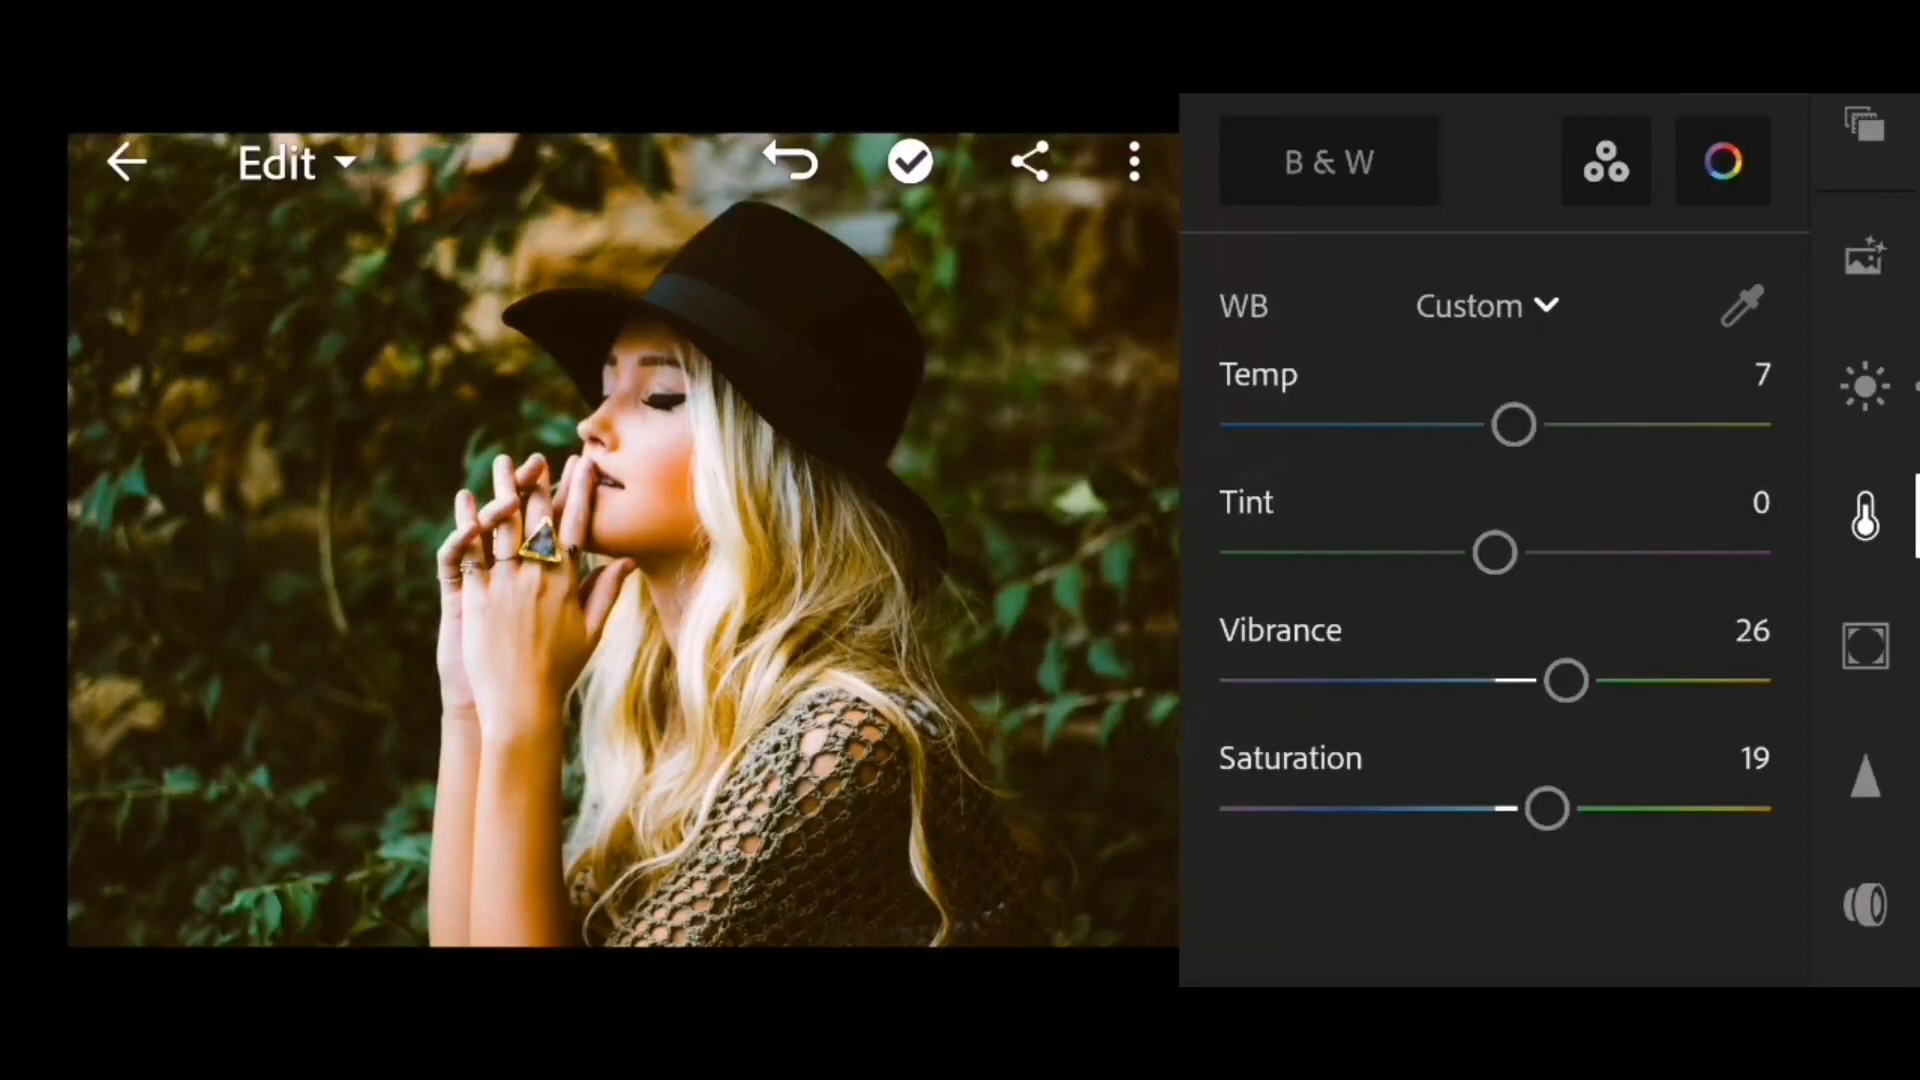 Edit
B & W
WB Custom
Temp 7
Tint 0
Vibrance 26
Saturation 19